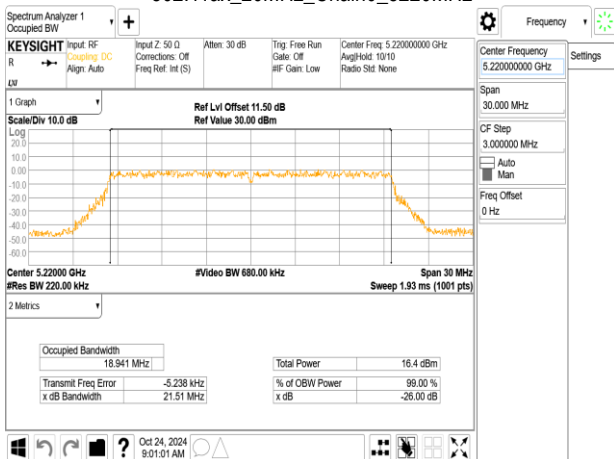 Spectrum Analyzer 1
Occupied BW
Frequency
KEYSIGHT
R
Input: RF
Coupling: DC
Align: Auto
Input Z: 50 Ω
Corrections: Off
Freq Ref: Int (S)
Atten: 30 dB
Trig: Free Run
Gate: Off
#IF Gain: Low
Center Freq: 5.220000000 GHz
Avg|Hold: 10/10
Radio Std: None
Center Frequency
5.220000000 GHz
Settings
Span
30.000 MHz
CF Step
3.000000 MHz
Auto
Man
Freq Offset
0 Hz
1 Graph
Scale/Div 10.0 dB
Ref Lvl Offset 11.50 dB
Ref Value 30.00 dBm
Log
20.0
10.0
0.00
-10.0
-20.0
-30.0
-40.0
-50.0
-60.0
Center 5.22000 GHz
#Video BW 680.00 kHz
Span 30 MHz
#Res BW 220.00 kHz
Sweep 1.93 ms (1001 pts)
2 Metrics
Occupied Bandwidth
18.941 MHz
Total Power 16.4 dBm
Transmit Freq Error -5.238 kHz
% of OBW Power 99.00 %
x dB Bandwidth 21.51 MHz
x dB -26.00 dB
?
Oct 24, 2024
9:01:01 AM